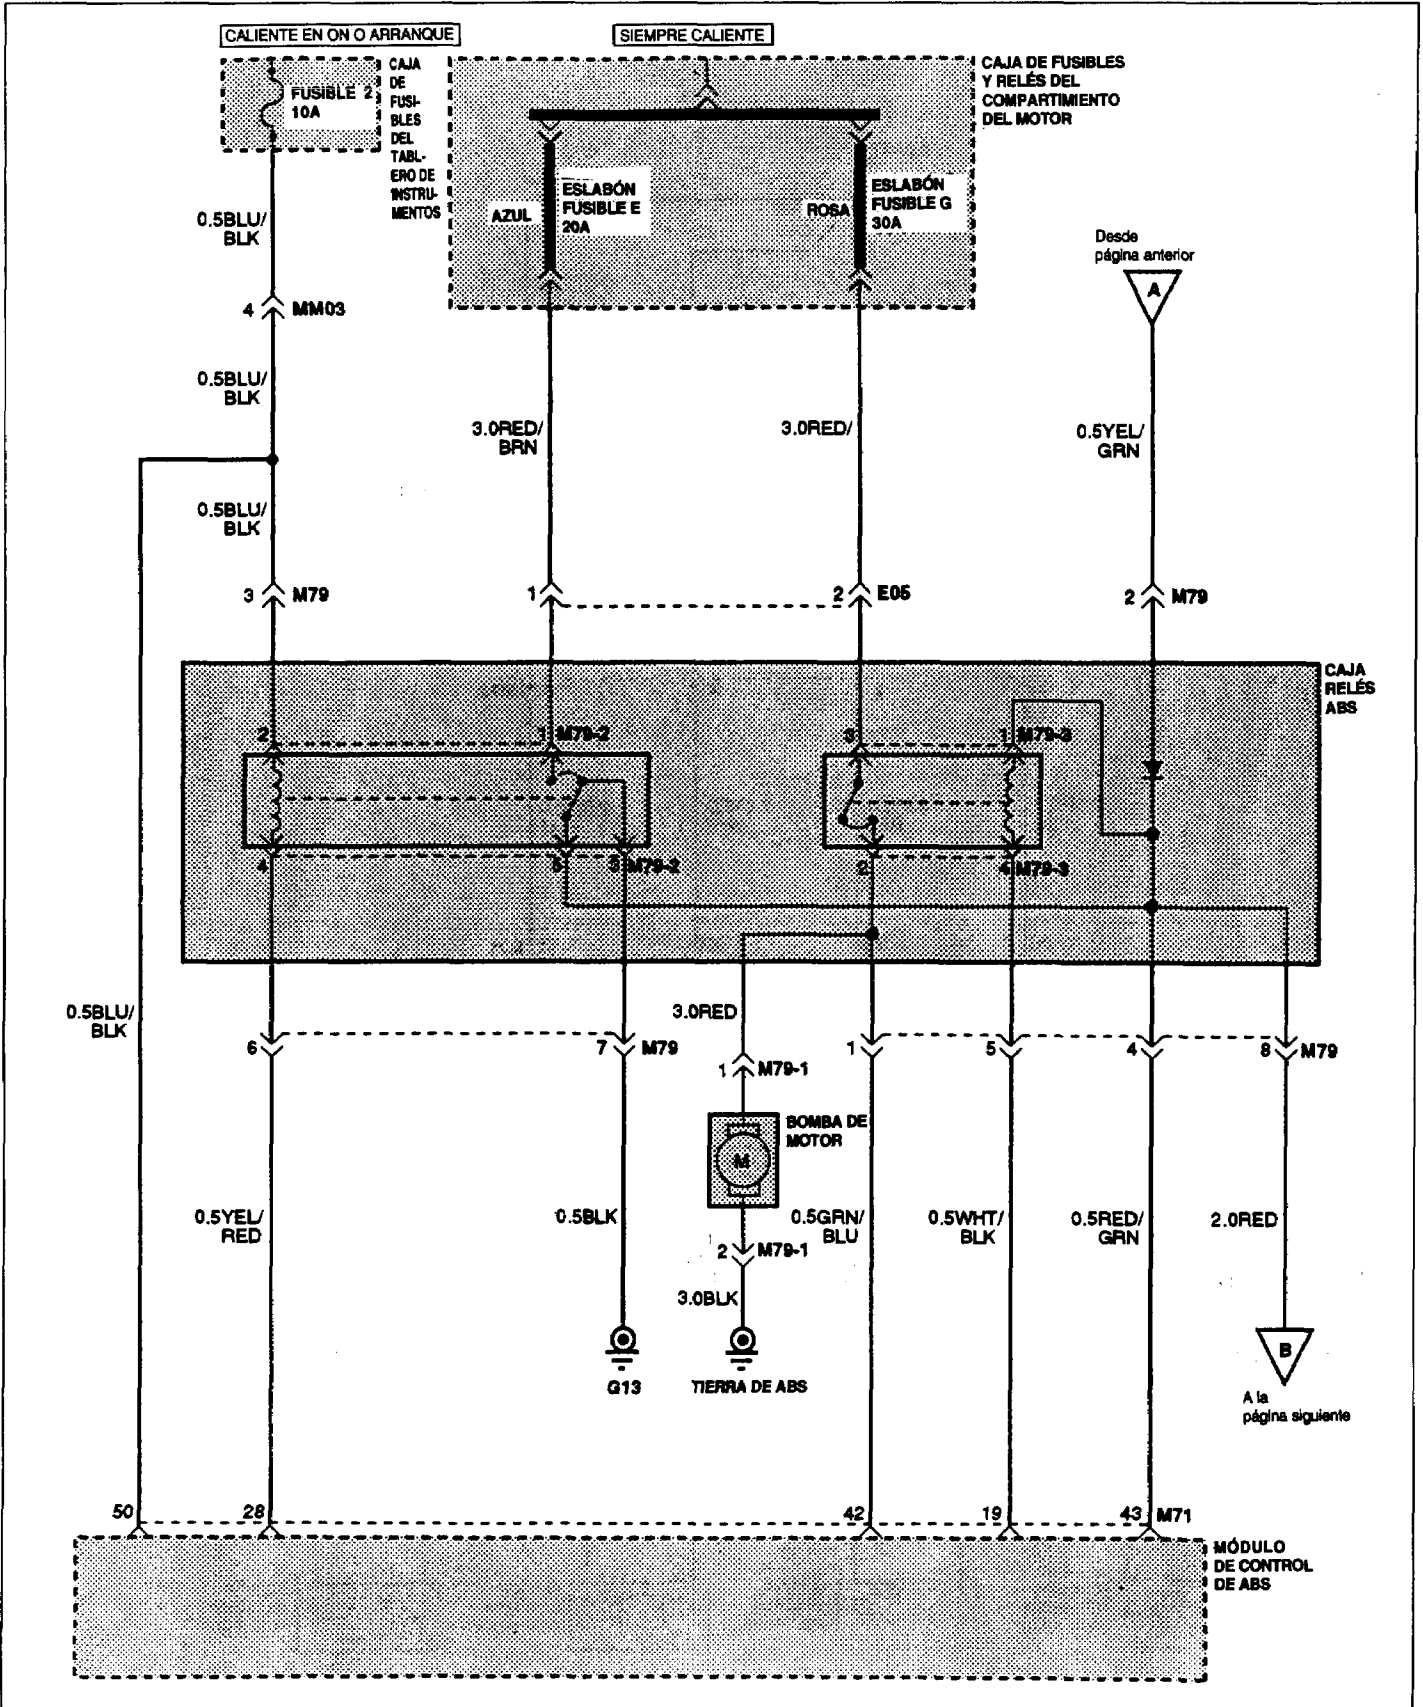 CALIENTE EN ON O ARRANQUE
SIEMPRE CALIENTE
FUSIBLE 2
10A
CAJA
DE
FUSI-
BLES
DEL
TABL-
ERO DE
INSTRU-
MENTOS
CAJA DE FUSIBLES
Y RELÉS DEL
COMPARTIMIENTO
DEL MOTOR
AZUL
ESLABÓN
FUSIBLE E
20A
ROSA
ESLABÓN
FUSIBLE G
30A
Desde
página anterior
A
0.5BLU/
BLK
4 MM03
0.5BLU/
BLK
3.0RED/
BRN
3.0RED/
0.5YEL/
GRN
0.5BLU/
BLK
3 M79
1
2 E05
2 M79
CAJA
RELÉS
ABS
2
1 M79-2
3
1 M79-3
4
5 M79-2
2
4 M79-3
0.5BLU/
BLK
3.0RED
6
7 M79
1 M79-1
1
5
4
8 M79
BOMBA DE
MOTOR
M
0.5YEL/
RED
0.5BLK
0.5GRN/
BLU
0.5WHT/
BLK
0.5RED/
GRN
2.0RED
2 M79-1
3.0BLK
G13
TIERRA DE ABS
B
A la
página siguiente
50
28
42
19
43 M71
MÓDULO
DE CONTROL
DE ABS